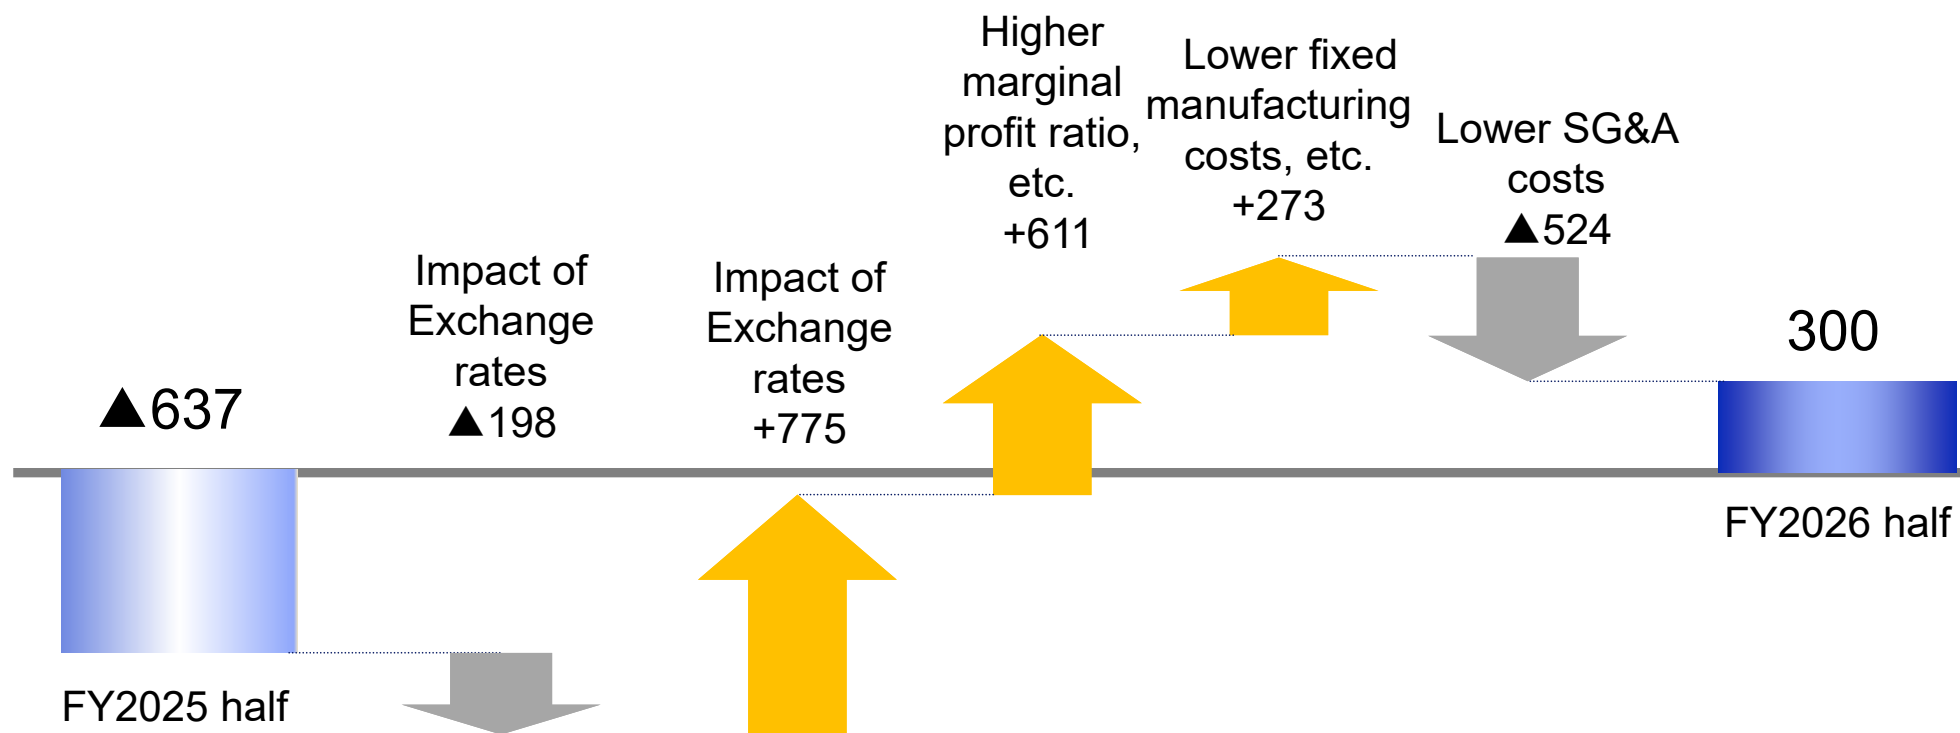 ▲637
FY2025 half
Impact of
Exchange
rates
▲198
Impact of
Exchange
rates
+775
Higher
marginal
profit ratio,
etc.
+611
Lower fixed
manufacturing
costs, etc.
+273
Lower SG&A
costs
▲524
300
FY2026 half